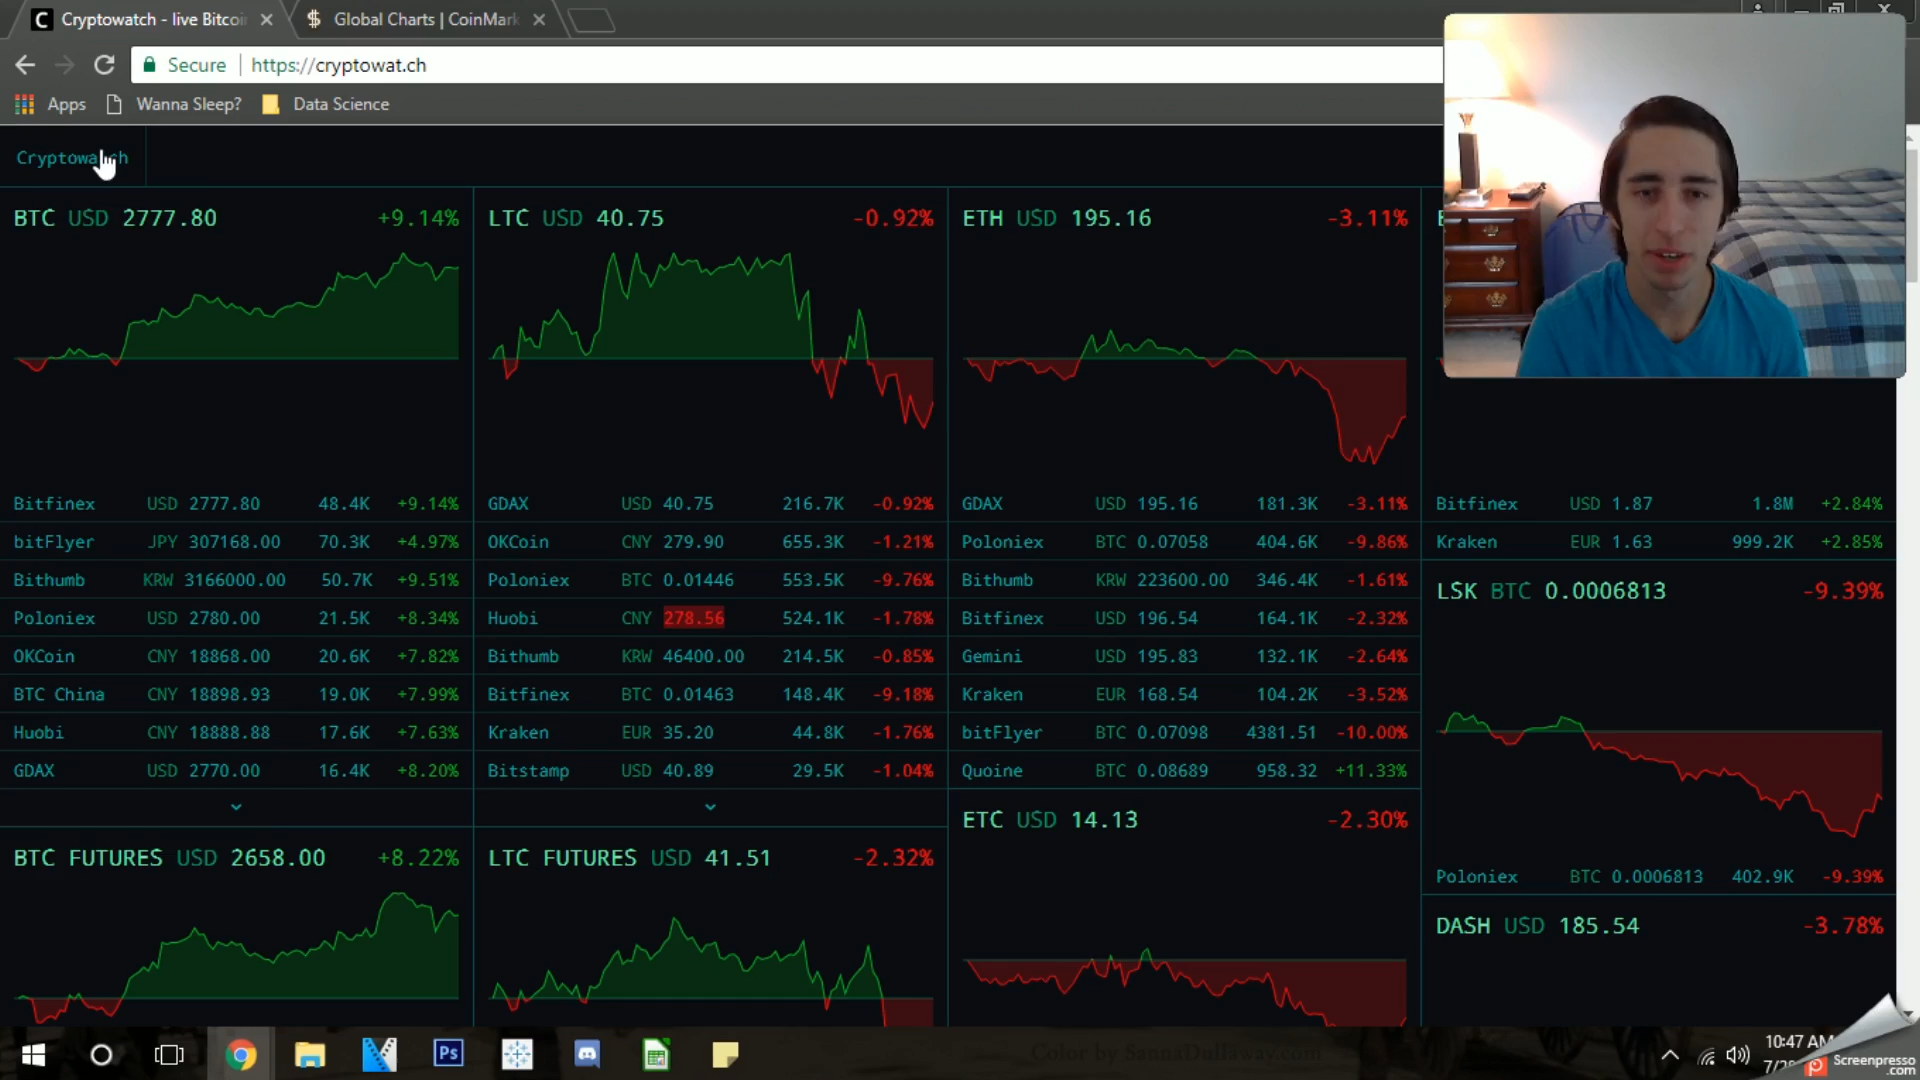 Cryptowatch - live Bitcoi
Global Charts | CoinMark
Secure
https://cryptowat.ch
Apps
Wanna Sleep?
Data Science
Cryptowatch
BTC USD 2777.80 +9.14%
Bitfinex USD 2777.80 48.4K +9.14%
bitFlyer JPY 307168.00 70.3K +4.97%
Bithumb KRW 3166000.00 50.7K +9.51%
Poloniex USD 2780.00 21.5K +8.34%
OKCoin CNY 18868.00 20.6K +7.82%
BTC China CNY 18898.93 19.0K +7.99%
Huobi CNY 18888.88 17.6K +7.63%
GDAX USD 2770.00 16.4K +8.20%
BTC FUTURES USD 2658.00 +8.22%
LTC USD 40.75 -0.92%
GDAX USD 40.75 216.7K -0.92%
OKCoin CNY 279.90 655.3K -1.21%
Poloniex BTC 0.01446 553.5K -9.76%
Huobi CNY 278.56 524.1K -1.78%
Bithumb KRW 46400.00 214.5K -0.85%
Bitfinex BTC 0.01463 148.4K -9.18%
Kraken EUR 35.20 44.8K -1.76%
Bitstamp USD 40.89 29.5K -1.04%
LTC FUTURES USD 41.51 -2.32%
ETH USD 195.16 -3.11%
GDAX USD 195.16 181.3K -3.11%
Poloniex BTC 0.07058 404.6K -9.86%
Bithumb KRW 223600.00 346.4K -1.61%
Bitfinex USD 196.54 164.1K -2.32%
Gemini USD 195.83 132.1K -2.64%
Kraken EUR 168.54 104.2K -3.52%
bitFlyer BTC 0.07098 4381.51 -10.00%
Quoine BTC 0.08689 958.32 +11.33%
ETC USD 14.13 -2.30%
Bitfinex USD 1.87 1.8M +2.84%
Kraken EUR 1.63 999.2K +2.85%
LSK BTC 0.0006813 -9.39%
Poloniex BTC 0.0006813 402.9K -9.39%
DASH USD 185.54 -3.78%
Color by SannaDullaway.com
10:47 AM
Screenpresso
.com